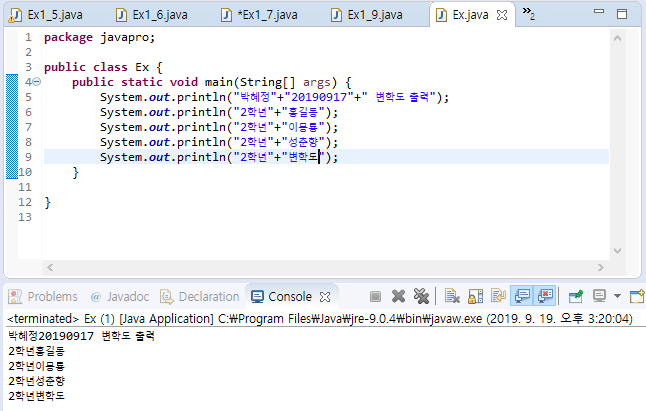 Ex1_5.java
Ex1_6.java
*Ex1_7.java
Ex1_9.java
Ex.java
»2
1 package javapro;
2
3 public class Ex {
4 public static void main(String[] args) {
5 System.out.println("박혜정"+"20190917"+" 변학도 출력");
6 System.out.println("2학년"+"홍길동");
7 System.out.println("2학년"+"이몽룡");
8 System.out.println("2학년"+"성춘향");
9 System.out.println("2학년"+"변학도");
10 }
11
12 }
13
Problems @ Javadoc Declaration Console
<terminated> Ex (1) [Java Application] C:₩Program Files₩Java₩jre-9.0.4₩bin₩javaw.exe (2019. 9. 19. 오후 3:20:04)
박혜정20190917 변학도 출력
2학년홍길동
2학년이몽룡
2학년성춘향
2학년변학도